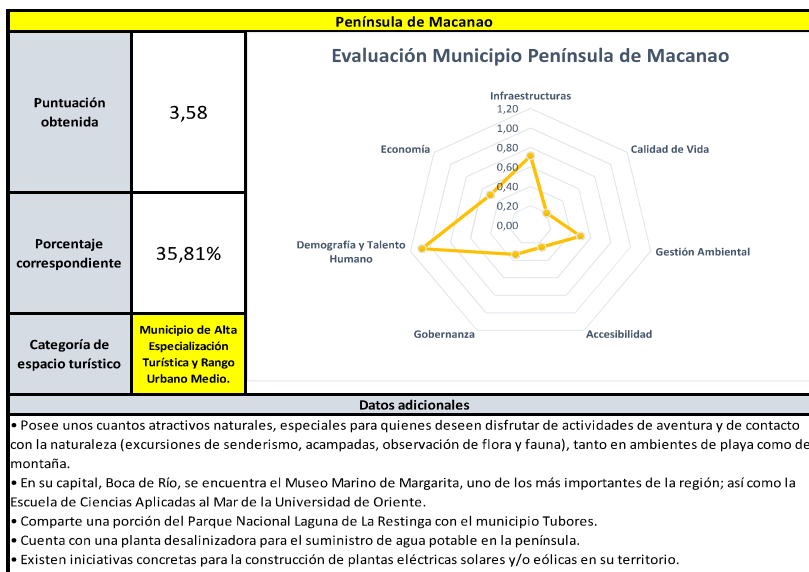 Península de Macanao
Puntuación
obtenida
3,58
Porcentaje
correspondiente
35,81%
Categoría de
espacio turístico
Municipio de Alta
Especialización
Turística y Rango
Urbano Medio.
Evaluación Municipio Península de Macanao
Infraestructuras
1,20
1,00
0,80
0,60
0,40
0,20
0,00
Calidad de Vida
Gestión Ambiental
Accesibilidad
Gobernanza
Demografía y Talento
Humano
Economía
Datos adicionales
• Posee unos cuantos atractivos naturales, especiales para quienes deseen disfrutar de actividades de aventura y de contacto
con la naturaleza (excursiones de senderismo, acampadas, observación de flora y fauna), tanto en ambientes de playa como de
montaña.
• En su capital, Boca de Río, se encuentra el Museo Marino de Margarita, uno de los más importantes de la región; así como la
Escuela de Ciencias Aplicadas al Mar de la Universidad de Oriente.
• Comparte una porción del Parque Nacional Laguna de La Restinga con el municipio Tubores.
• Cuenta con una planta desalinizadora para el suministro de agua potable en la península.
• Existen iniciativas concretas para la construcción de plantas eléctricas solares y/o eólicas en su territorio.